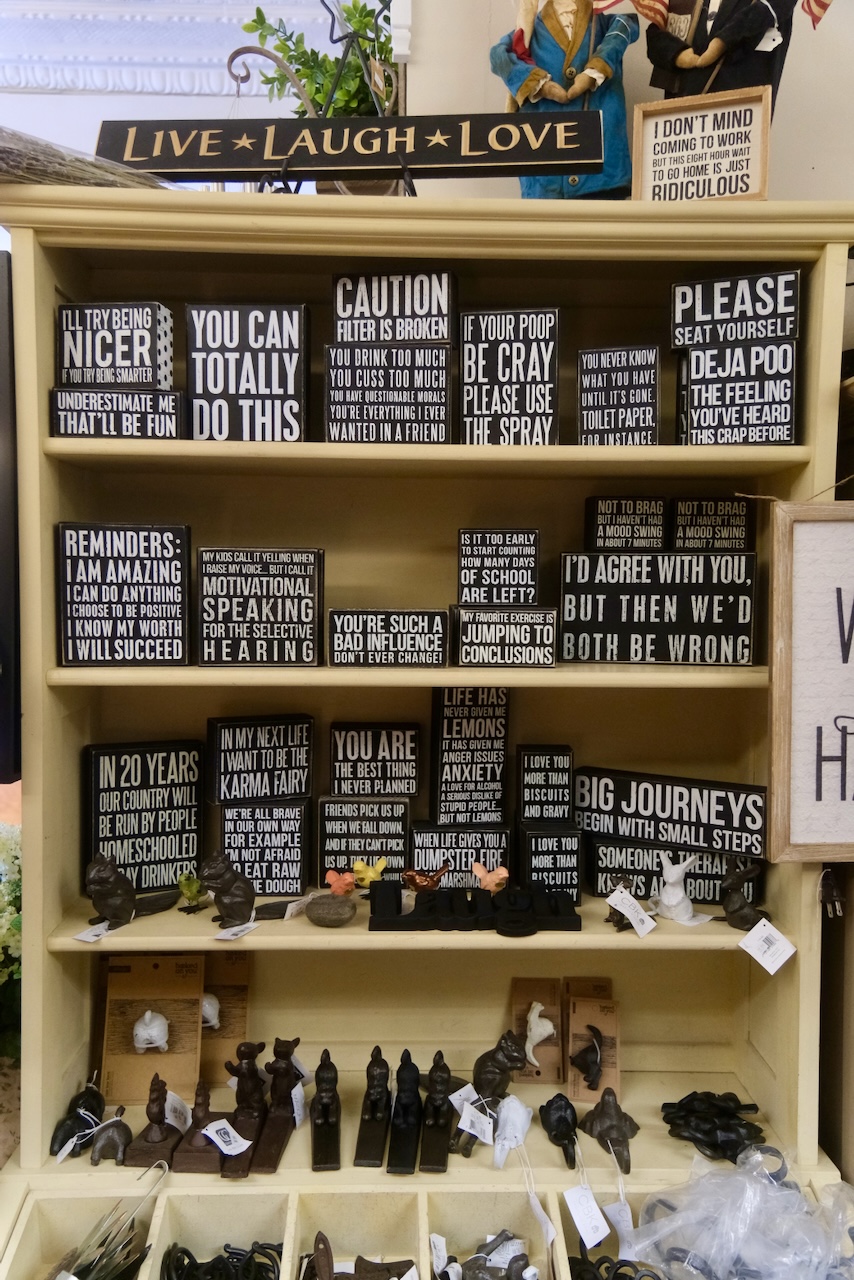 LIVE ★ LAUGH ★ LOVE
I DON'T MIND
COMING TO WORK
BUT THIS EIGHT HOUR WAIT
TO GO HOME IS JUST
RIDICULOUS
I'LL TRY BEING
NICER
IF YOU TRY BEING SMARTER
UNDERESTIMATE ME
THAT'LL BE FUN
YOU CAN
TOTALLY
DO THIS
CAUTION
FILTER IS BROKEN
YOU DRINK TOO MUCH
YOU CUSS TOO MUCH
YOU HAVE QUESTIONABLE MORALS
YOU'RE EVERYTHING I EVER
WANTED IN A FRIEND
IF YOUR POOP
BE CRAY
PLEASE USE
THE SPRAY
YOU NEVER KNOW
WHAT YOU HAVE
UNTIL IT'S GONE.
TOILET PAPER,
FOR INSTANCE.
PLEASE
SEAT YOURSELF
DEJA POO
THE FEELING
YOU'VE HEARD
THIS CRAP BEFORE
REMINDERS:
I AM AMAZING
I CAN DO ANYTHING
I CHOOSE TO BE POSITIVE
I KNOW MY WORTH
I WILL SUCCEED
MY KIDS CALL IT YELLING WHEN
I RAISE MY VOICE... BUT I CALL IT
MOTIVATIONAL
SPEAKING
FOR THE SELECTIVE
HEARING
YOU'RE SUCH A
BAD INFLUENCE
DON'T EVER CHANGE!
IS IT TOO EARLY
TO START COUNTING
HOW MANY DAYS
OF SCHOOL
ARE LEFT?
MY FAVORITE EXERCISE IS
JUMPING TO
CONCLUSIONS
NOT TO BRAG
BUT I HAVEN'T HAD
A MOOD SWING
IN ABOUT 7 MINUTES
NOT TO BRAG
BUT I HAVEN'T HAD
A MOOD SWING
IN ABOUT 7 MINUTES
I'D AGREE WITH YOU,
BUT THEN WE'D
BOTH BE WRONG
IN 20 YEARS
OUR COUNTRY WILL
BE RUN BY PEOPLE
HOMESCHOOLED
DAY DRINKERS
IN MY NEXT LIFE
I WANT TO BE THE
KARMA FAIRY
WE'RE ALL BRAVE
IN OUR OWN WAY
FOR EXAMPLE
I'M NOT AFRAID
TO EAT RAW
DOUGH
YOU ARE
THE BEST THING
I NEVER PLANNED
FRIENDS PICK US UP
WHEN WE FALL DOWN,
AND IF THEY CAN'T PICK
US UP,
LIFE HAS
NEVER GIVEN ME
LEMONS
IT HAS GIVEN ME
ANGER ISSUES
ANXIETY
A LOVE FOR ALCOHOL
A SERIOUS DISLIKE OF
STUPID PEOPLE,
BUT NOT LEMONS
WHEN LIFE GIVES YOU A
DUMPSTER FIRE
I LOVE YOU
MORE THAN
BISCUITS
AND GRAVY
I LOVE YOU
MORE THAN
BISCUITS
BIG JOURNEYS
BEGIN WITH SMALL STEPS
SOMEONE'S THERAPIST
KNOWS ALL ABOUT YOU
Laugh
W
HA